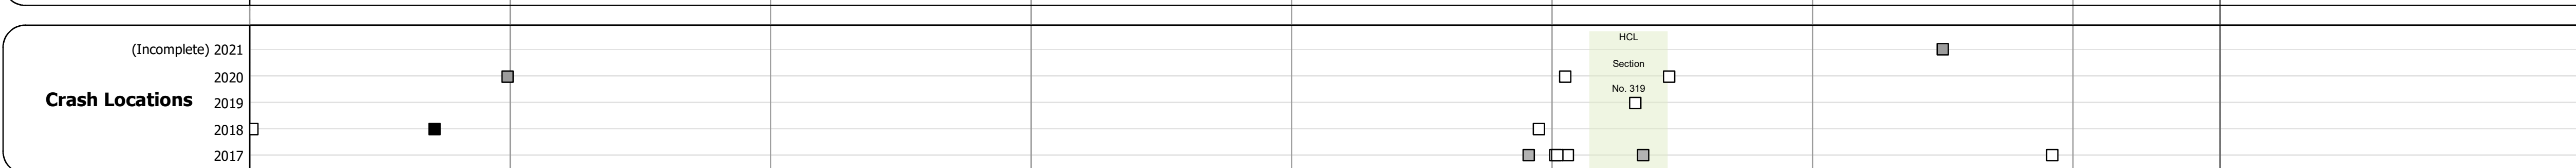 (Incomplete) 2021
HCL
2020
Section
Crash Locations
2019
No. 319
2018
2017